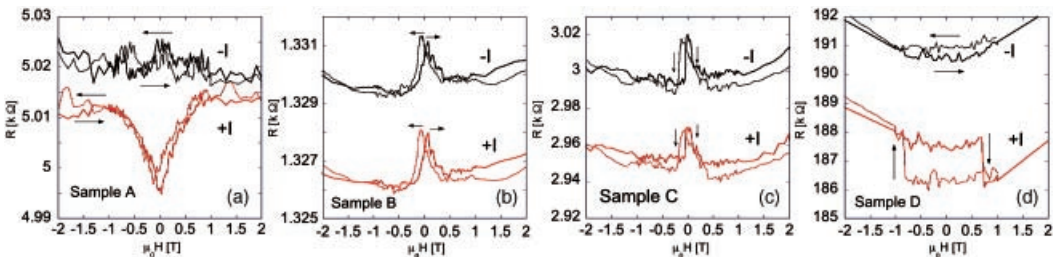 5.03
5.02
5.01
5
4.99
R [k Ω]
-I
+I
Sample A
(a)
-2 -1.5 -1 -0.5 0 0.5 1 1.5 2
μ₀H [T]
1.331
1.329
1.327
1.325
R [k Ω]
-I
+I
Sample B
(b)
-2 -1.5 -1 -0.5 0 0.5 1 1.5 2
μ₀H [T]
3.04
3
2.96
2.94
2.92
R [k Ω]
-I
+I
Sample C
(c)
-2 -1.5 -1 -0.5 0 0.5 1 1.5 2
μ₀H [T]
192
191
190
188
187
186
185
R [k Ω]
-I
+I
Sample D
(d)
-2 -1.5 -1 -0.5 0 0.5 1 1.5 2
μ₀H [T]